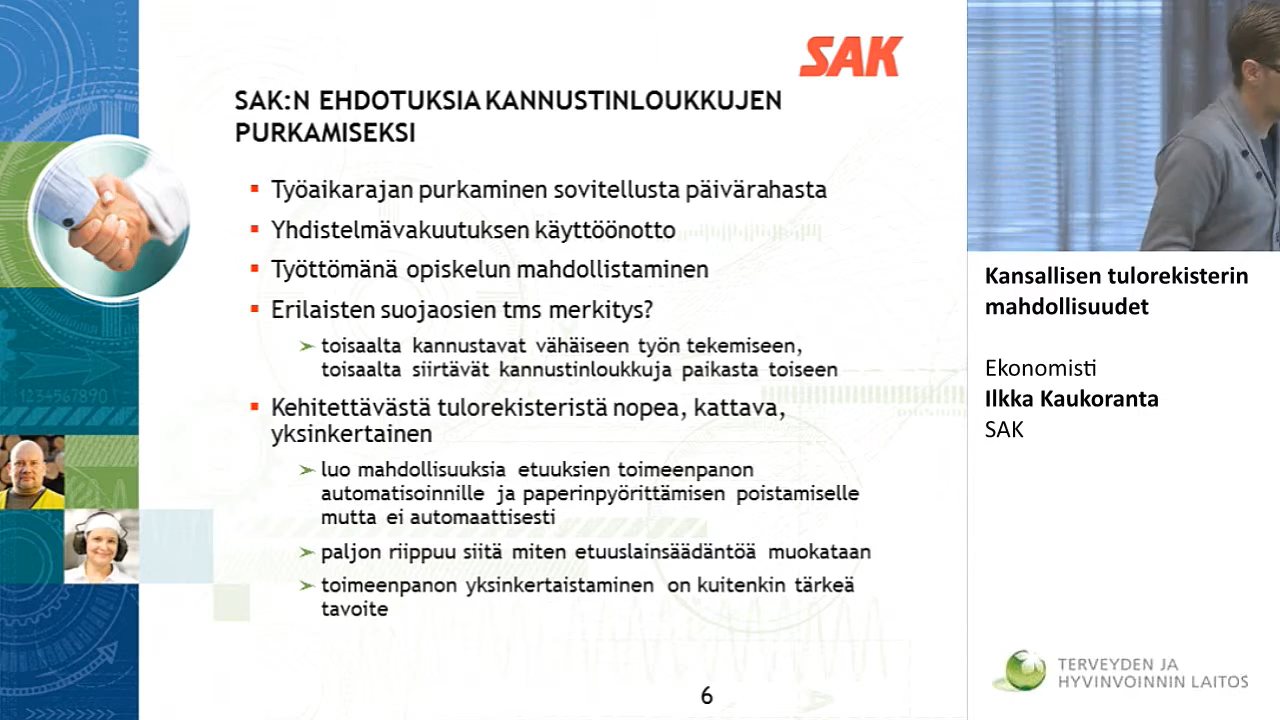 SAK
SAK:N EHDOTUKSIA KANNUSTINLOUKKUJEN
PURKAMISEKSI
Työaikarajan purkaminen sovitellusta päivärahasta
Yhdistelmävakuutuksen käyttöönotto
Työttömänä opiskelun mahdollistaminen
Erilaisten suojaosien tms merkitys?
toisaalta kannustavat vähäiseen työn tekemiseen,
toisaalta siirtävät kannustinloukkuja paikasta toiseen
Kehitettävästä tulorekisteristä nopea, kattava,
yksinkertainen
luo mahdollisuuksia etuuksien toimeenpanon
automatisoinnille ja paperinpyörittämisen poistamiselle
mutta ei automaattisesti
paljon riippuu siitä miten etuuslainsäädäntöä muokataan
toimeenpanon yksinkertaistaminen on kuitenkin tärkeä
tavoite
6
1234567890
Kansallisen tulorekisterin
mahdollisuudet
Ekonomisti
Ilkka Kaukoranta
SAK
TERVEYDEN JA
HYVINVOINNIN LAITOS